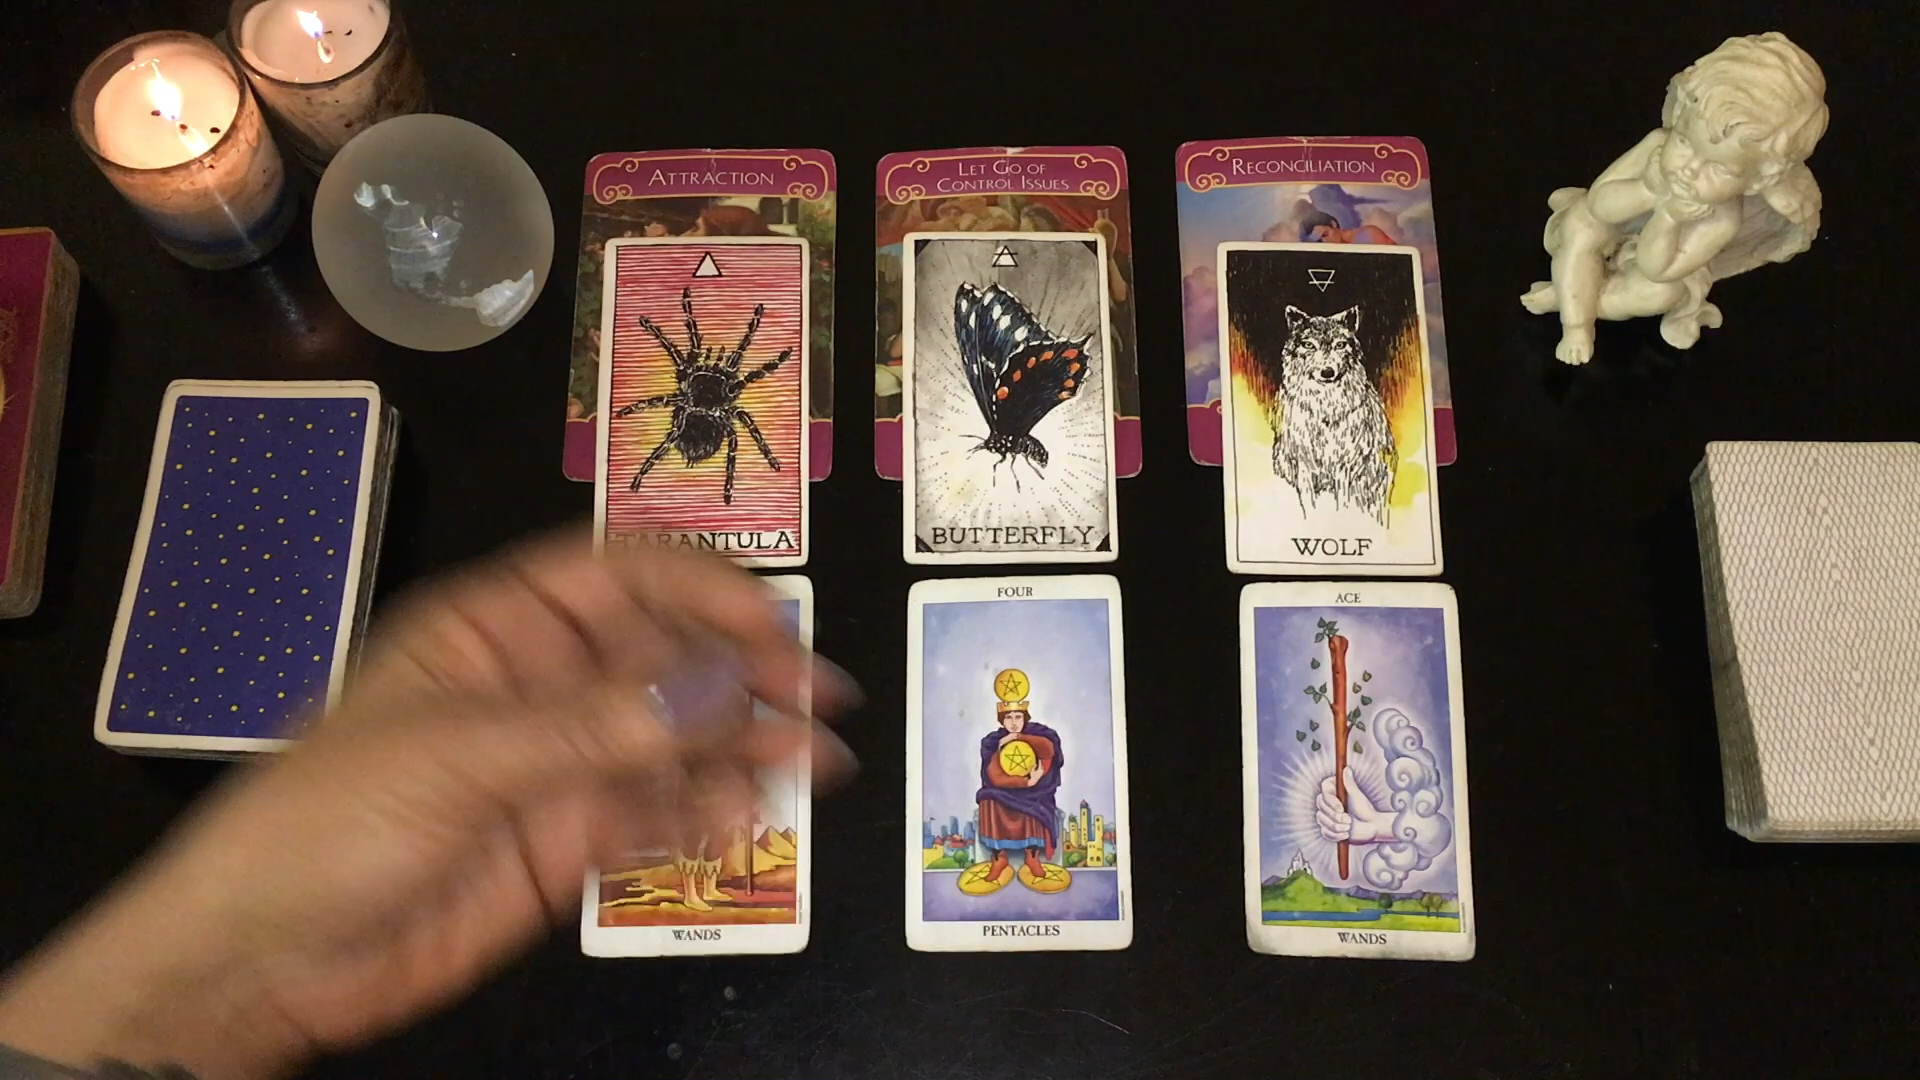 ATTRACTION
LET GO OF
CONTROL ISSUES
RECONCILIATION
TARANTULA
BUTTERFLY
WOLF
FOUR
ACE
WANDS
PENTACLES
WANDS